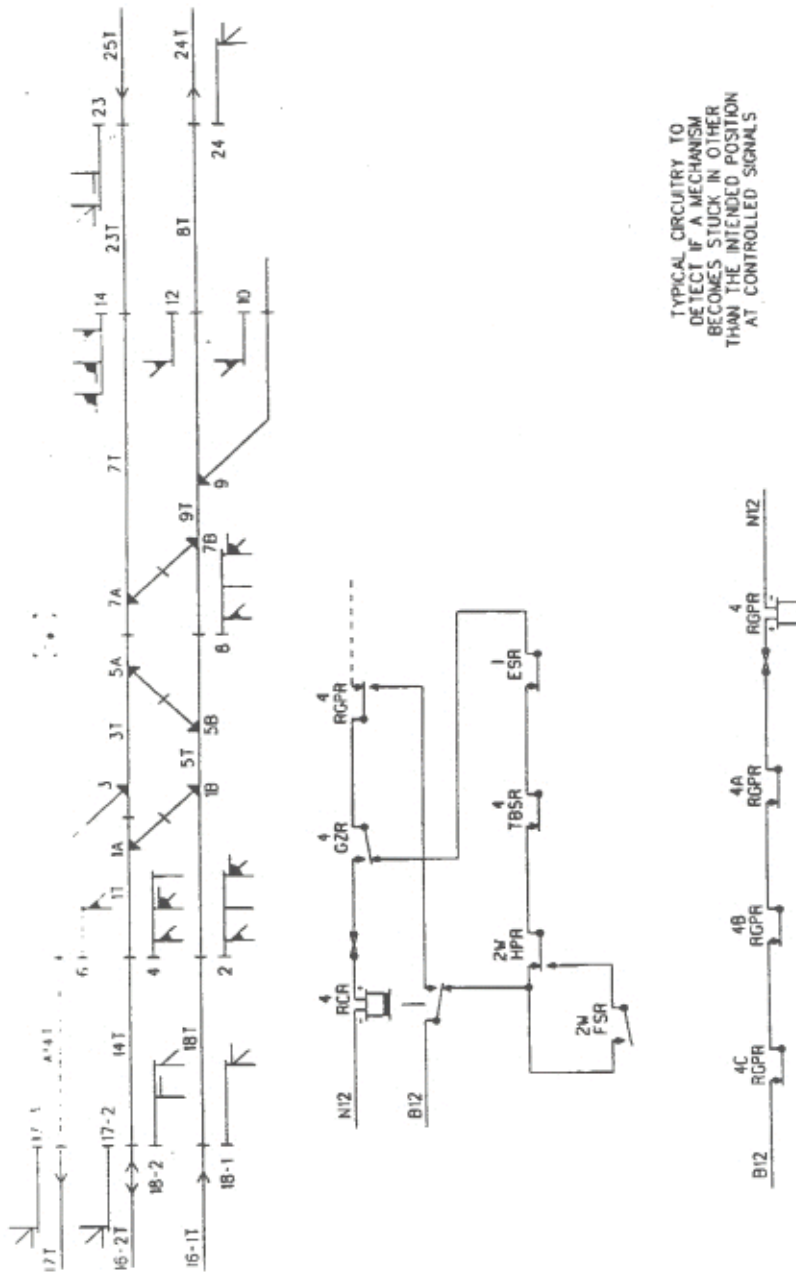 17T
17-2
A14T
14T
16-2T
18-2
16-1T
18T
18-1
6
4
2
1T
1A
3
3T
5A
7A
7T
14
23T
23
25T
1B
5T
5B
8
7B
9T
9
12
10
8T
24
24T
4
RCR
N12
B12
4
GZR
4
RGPR
2W
HPR
2W
FSR
4
TBSR
1
ESR
TYPICAL CIRCUITRY TO
DETECT IF A MECHANISM
BECOMES STUCK IN OTHER
THAN THE INTENDED POSITION
AT CONTROLLED SIGNALS
B12
4C
RGPR
4B
RGPR
4A
RGPR
4
RGPR
N12